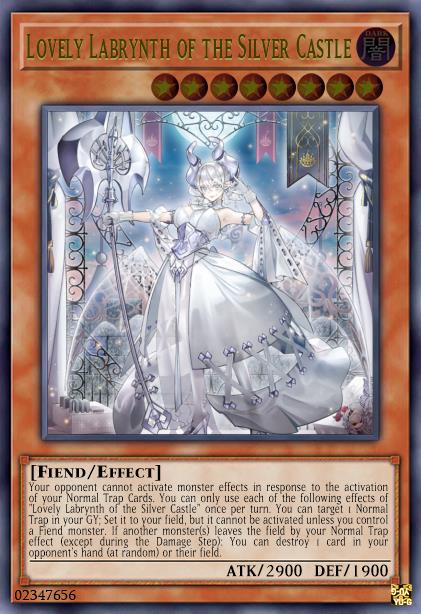 LOVELY LABRYNTH OF THE SILVER CASTLE
DARK
闇
[FIEND/EFFECT]
Your opponent cannot activate monster effects in response to the activation
of your Normal Trap Cards. You can only use each of the following effects of
"Lovely Labrynth of the Silver Castle" once per turn. You can target 1 Normal
Trap in your GY; Set it to your field, but it cannot be activated unless you control
a Fiend monster. If another monster(s) leaves the field by your Normal Trap
effect (except during the Damage Step): You can destroy 1 card in your
opponent's hand (at random) or their field.
ATK/2900 DEF/1900
02347656